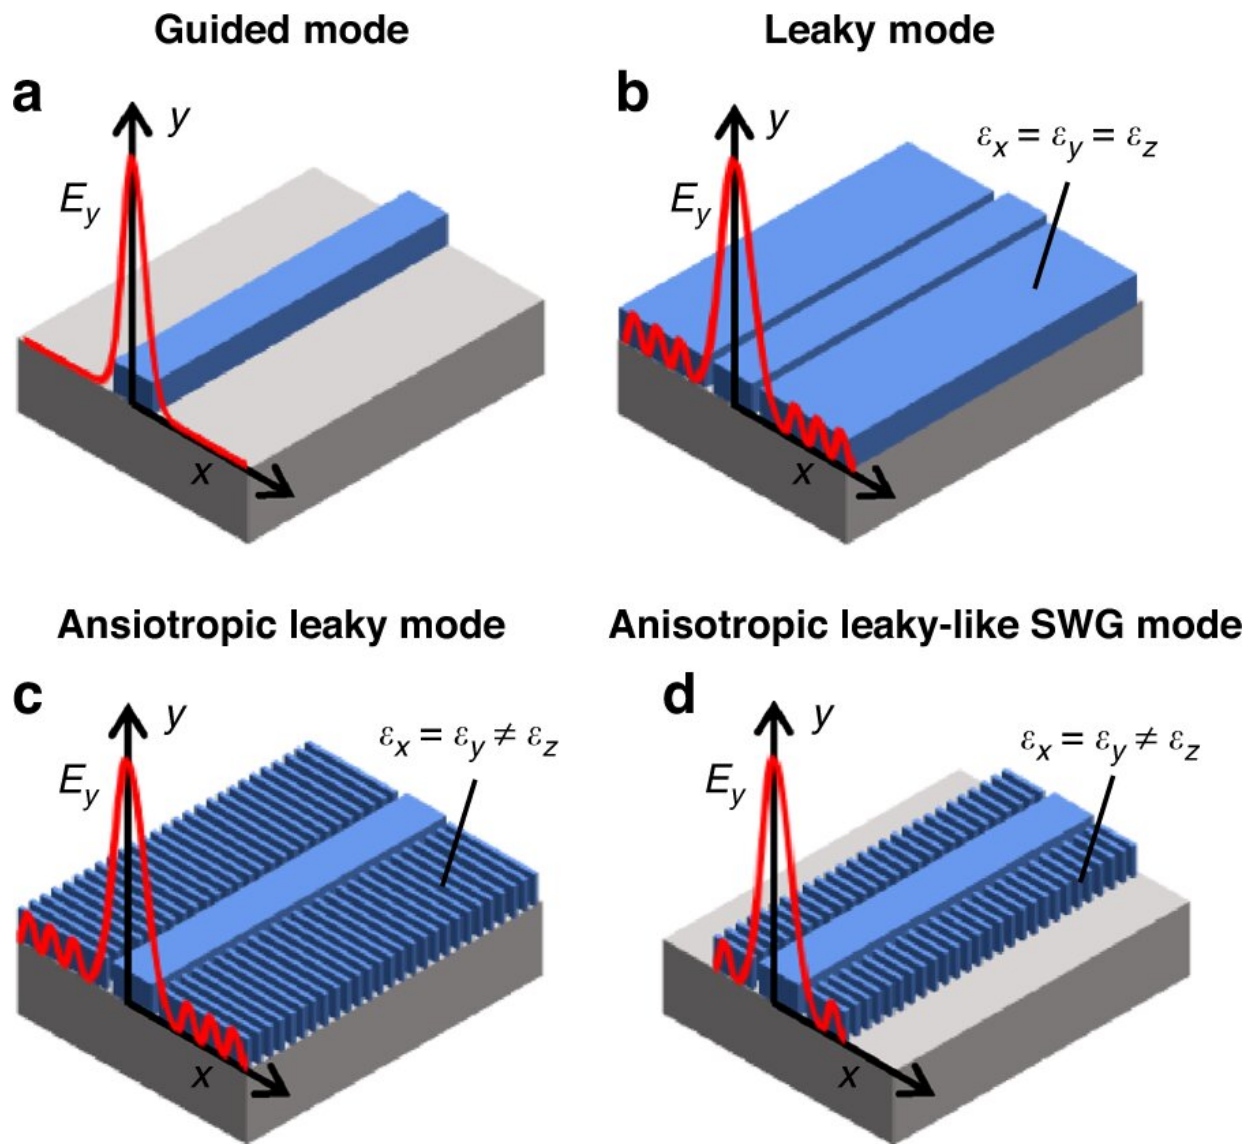 Guided mode
Leaky mode
a
y
E_y
x
b
y
E_y
ε_x = ε_y = ε_z
x
Ansiotropic leaky mode
Anisotropic leaky-like SWG mode
c
y
E_y
ε_x = ε_y ≠ ε_z
x
d
y
E_y
ε_x = ε_y ≠ ε_z
x